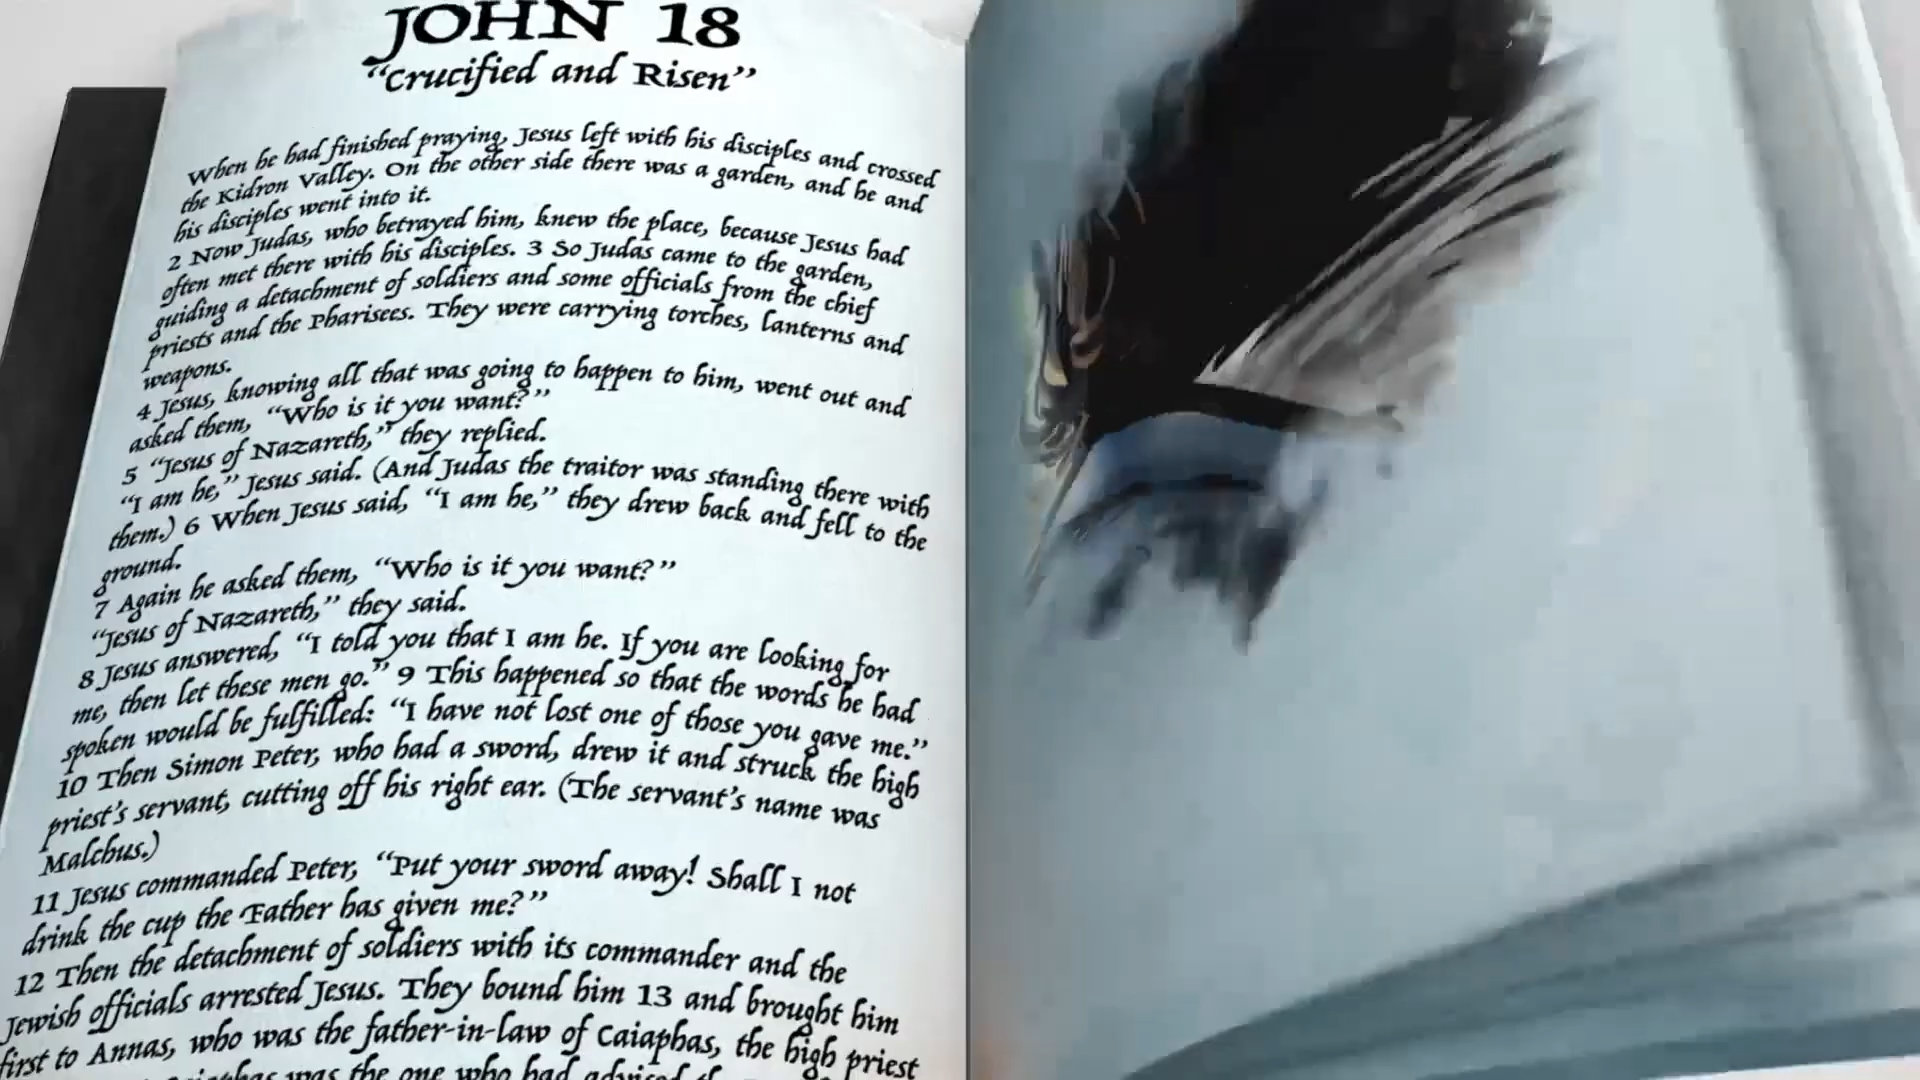 JOHN 18
“Crucified and Risen”
When he had finished praying, Jesus left with his disciples and crossed
the Kidron Valley. On the other side there was a garden, and he and
his disciples went into it.
2 Now Judas, who betrayed him, knew the place, because Jesus had
often met there with his disciples. 3 So Judas came to the garden,
guiding a detachment of soldiers and some officials from the chief
priests and the Pharisees. They were carrying torches, lanterns and
weapons.
4 Jesus, knowing all that was going to happen to him, went out and
asked them, “Who is it you want?”
5 “Jesus of Nazareth,” they replied.
“I am he,” Jesus said. (And Judas the traitor was standing there with
them.) 6 When Jesus said, “I am he,” they drew back and fell to the
ground.
7 Again he asked them, “Who is it you want?”
“Jesus of Nazareth,” they said.
8 Jesus answered, “I told you that I am he. If you are looking for
me, then let these men go.” 9 This happened so that the words he had
spoken would be fulfilled: “I have not lost one of those you gave me.”
10 Then Simon Peter, who had a sword, drew it and struck the high
priest’s servant, cutting off his right ear. (The servant’s name was
Malchus.)
11 Jesus commanded Peter, “Put your sword away! Shall I not
drink the cup the Father has given me?”
12 Then the detachment of soldiers with its commander and the
Jewish officials arrested Jesus. They bound him 13 and brought him
first to Annas, who was the father-in-law of Caiaphas, the high priest
was the one who had advised